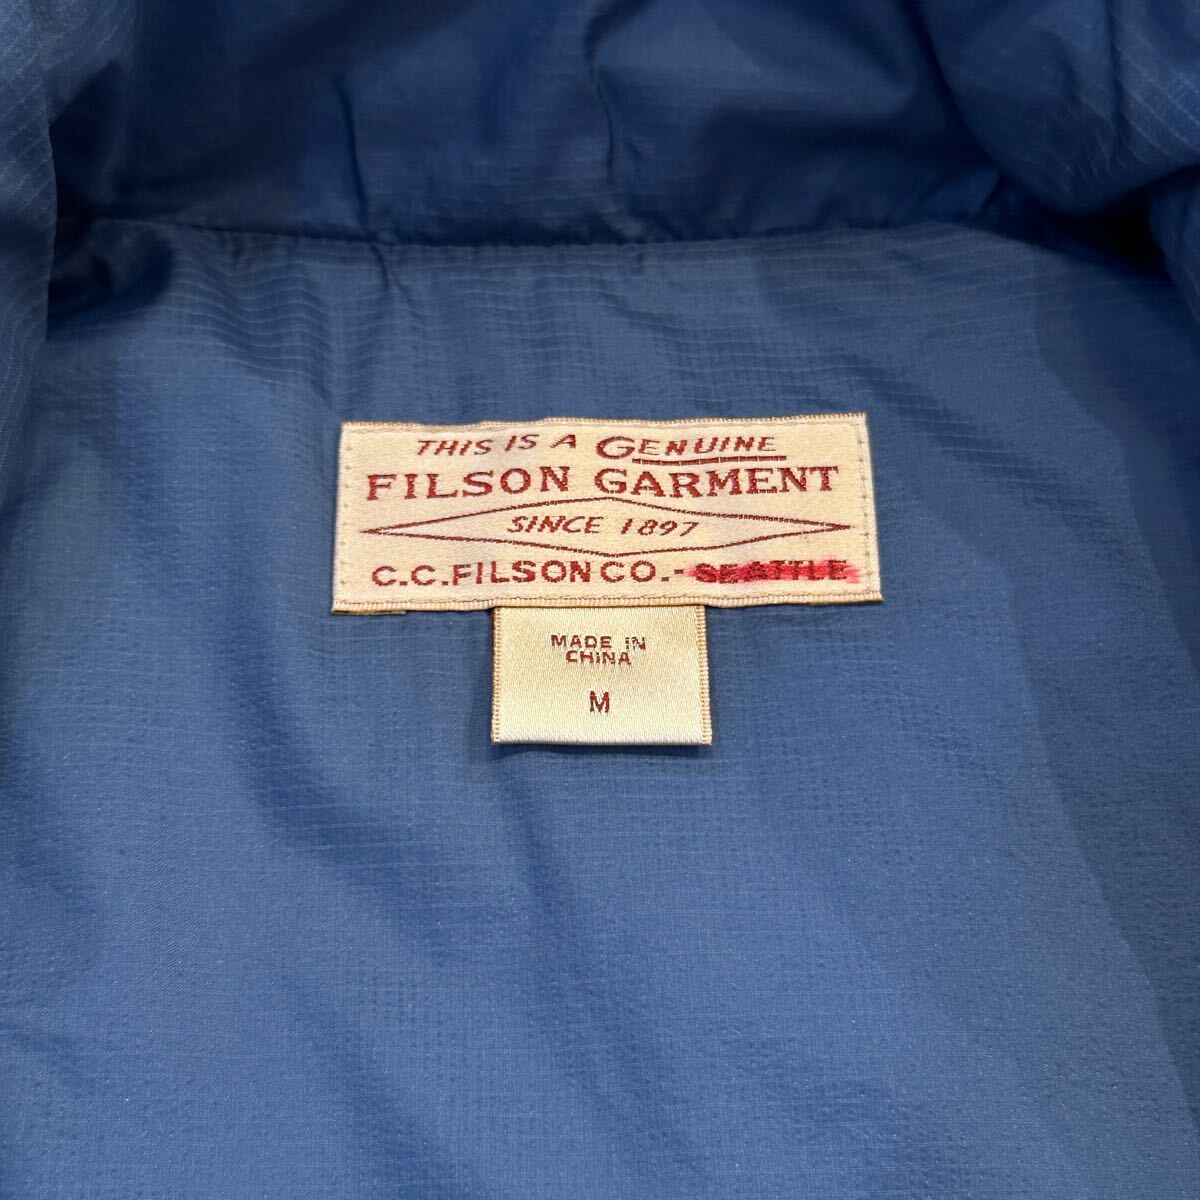 THIS IS A GENUINE
FILSON GARMENT
SINCE 1897
C.C.FILSON CO.-SEATTLE
MADE IN
CHINA
M